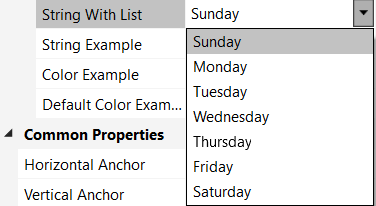 String With List Sunday
String Example Sunday
Color Example Monday
Default Color Exam... Tuesday
Wednesday
Common Properties Thursday
Horizontal Anchor Friday
Vertical Anchor Saturday